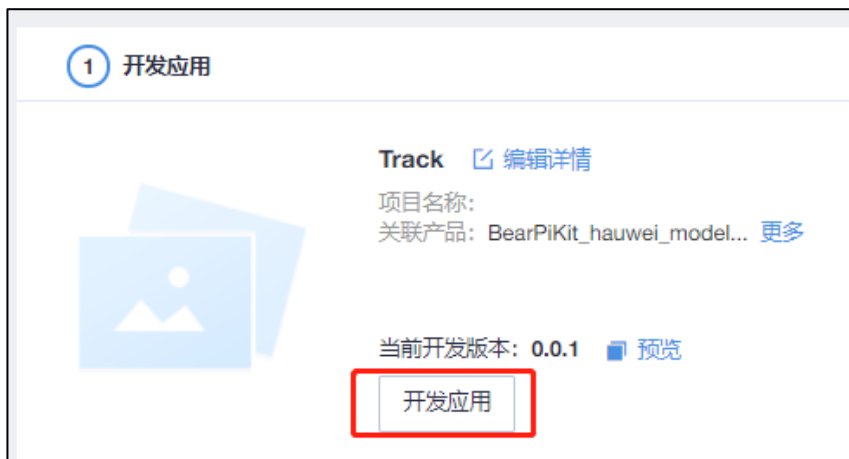 1 开发应用
Track 编辑详情
项目名称:
关联产品: BearPiKit_hauwei_model... 更多
当前开发版本: 0.0.1 预览
开发应用